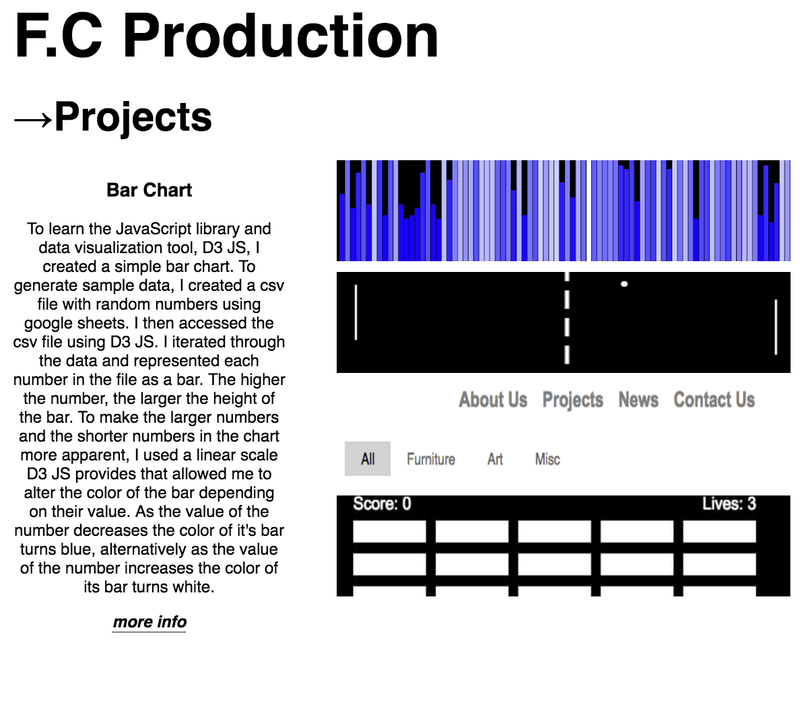 F.C Production
→Projects
Bar Chart
To learn the JavaScript library and
data visualization tool, D3 JS, I
created a simple bar chart. To
generate sample data, I created a csv
file with random numbers using
google sheets. I then accessed the
csv file using D3 JS. I iterated through
the data and represented each
number in the file as a bar. The higher
the number, the larger the height of
the bar. To make the larger numbers
and the shorter numbers in the chart
more apparent, I used a linear scale
D3 JS provides that allowed me to
alter the color of the bar depending
on their value. As the value of the
number decreases the color of it's bar
turns blue, alternatively as the value
of the number increases the color of
its bar turns white.
more info
About Us Projects News Contact Us
All Furniture Art Misc
Score: 0 Lives: 3